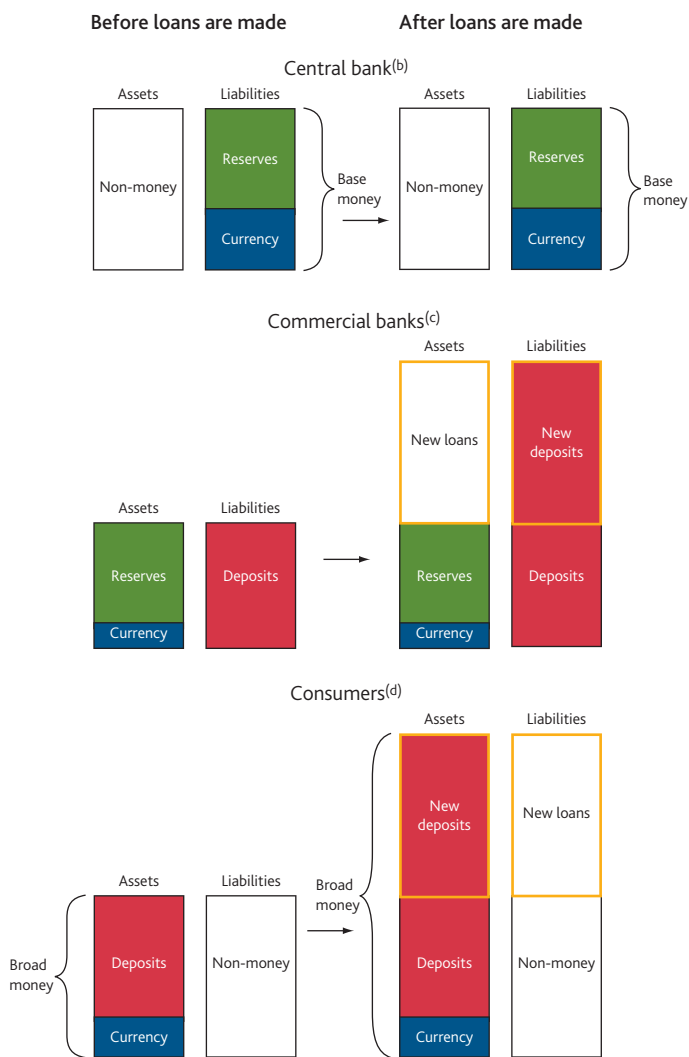 Before loans are made After loans are made
Central bank(b)
Assets Liabilities Assets Liabilities
Reserves Reserves
Non-money Base money Non-money Base money
Currency Currency
Commercial banks(c)
Assets Liabilities
New loans New deposits
Assets Liabilities
Reserves Deposits Reserves Deposits
Currency Currency
Consumers(d)
Assets Liabilities
New deposits New loans
Assets Liabilities Broad money
Broad money Deposits Non-money Deposits Non-money
Currency Currency